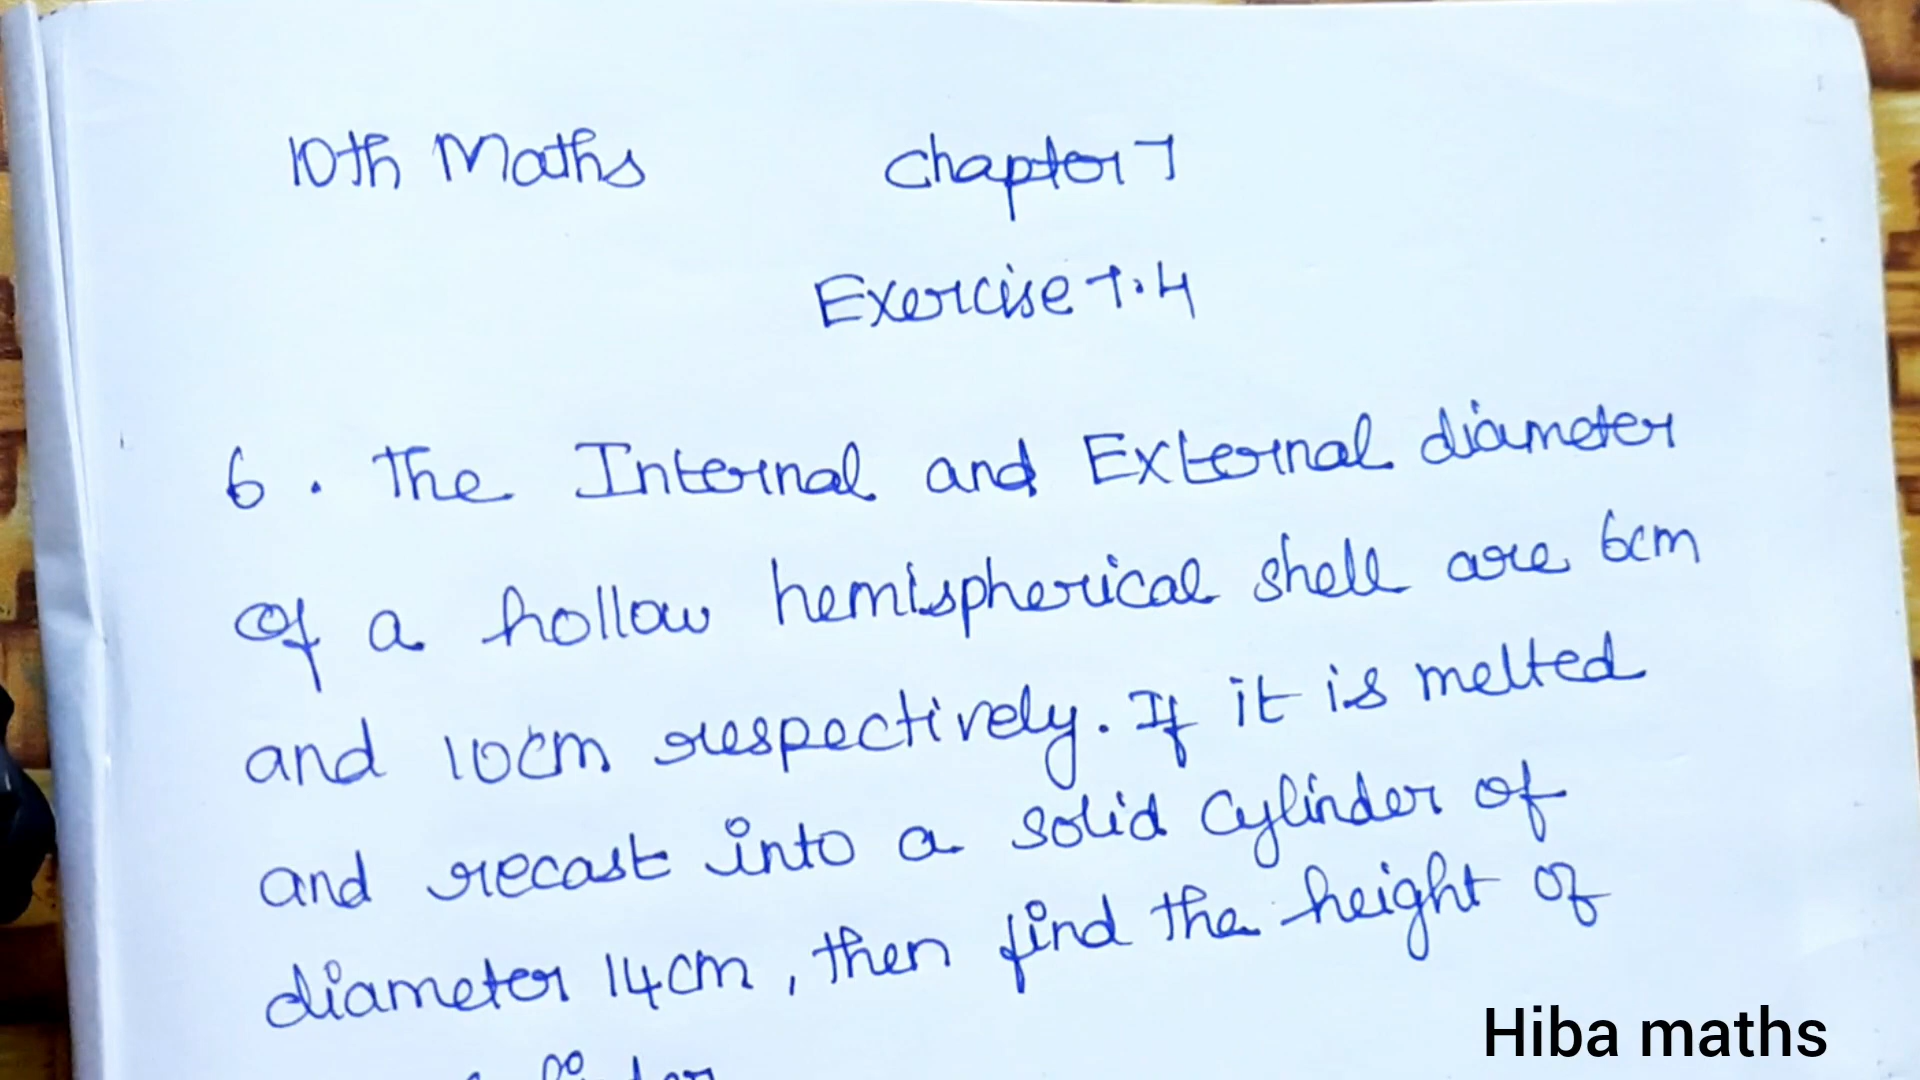 10th Maths Chapter 7
Exercise 7.4
6. The Internal and External diameter
of a hollow hemispherical shell are 6cm
and 10cm respectively. If it is melted
and recast into a solid Cylinder of
diameter 14cm, then find the height of
Hiba maths